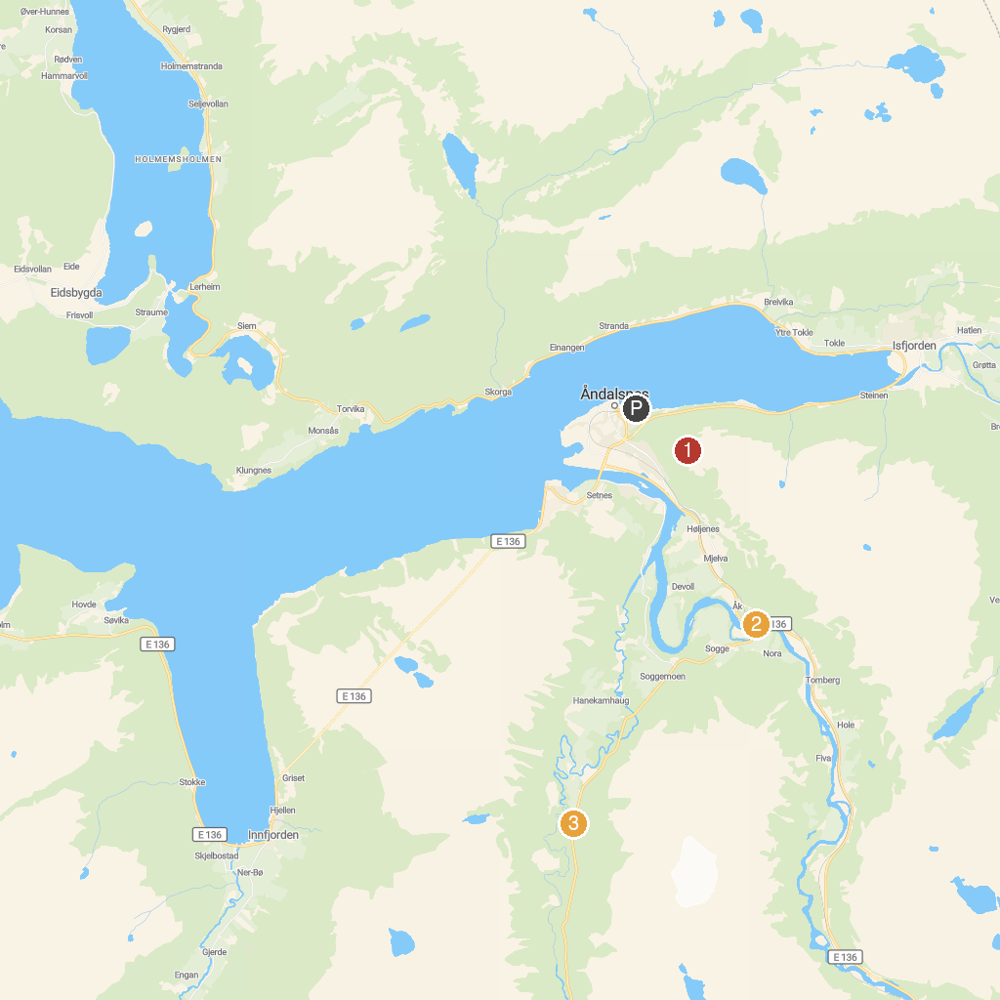 Øver-Hunnes
Korsan
Rygjerd
Rødven
Holmemstranda
Hammarvoll
Seljevollan
HOLMEMSHOLMEN
Eidsvollan
Eide
Eidsbygda
Lerheim
Frisvoll
Straume
Siem
Brelvika
Stranda
Ytre Tokle
Hatlen
Einangen
Tokle
Isfjorden
Grøtta
Skorga
Åndalsnes
Steinen
P
Torvika
Monsås
1
Klungnes
Setnes
Høljenes
E 136
Mjelva
Devoll
Hovde
Åk
Søvika
2
136
E 136
Sogge
Nora
Soggemoen
Tomberg
E 136
Hanekamhaug
Hole
Fiva
Griset
Stokke
Hjellen
3
E 136
Innfjorden
Skjelbostad
Ner-Bø
Gjerde
E 136
Engan